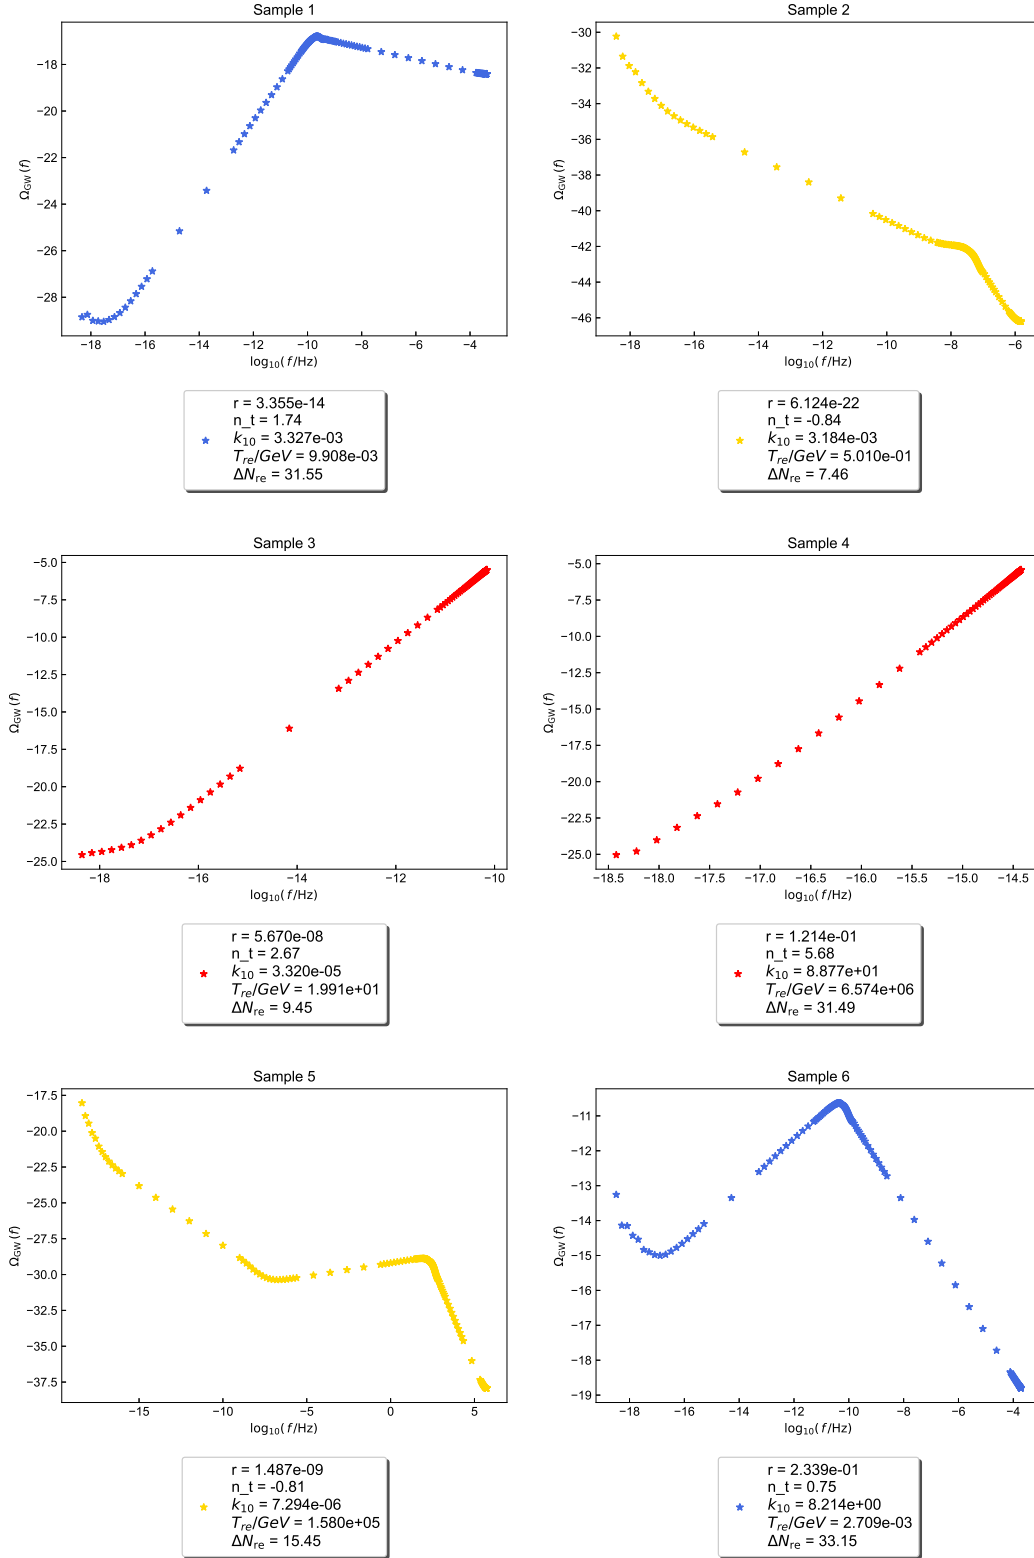 Sample 1
Ω_GW(f)
−18
−20
−22
−24
−26
−28
−18 −16 −14 −12 −10 −8 −6 −4
log₁₀(f/Hz)
r = 3.355e-14
n_t = 1.74
k₁₀ = 3.327e-03
T_re/GeV = 9.908e-03
ΔN_re = 31.55
Sample 2
Ω_GW(f)
−30
−32
−34
−36
−38
−40
−42
−44
−46
−18 −16 −14 −12 −10 −8 −6
log₁₀(f/Hz)
r = 6.124e-22
n_t = -0.84
k₁₀ = 3.184e-03
T_re/GeV = 5.010e-01
ΔN_re = 7.46
Sample 3
Ω_GW(f)
−5.0
−7.5
−10.0
−12.5
−15.0
−17.5
−20.0
−22.5
−25.0
−18 −16 −14 −12 −10
log₁₀(f/Hz)
r = 5.670e-08
n_t = 2.67
k₁₀ = 3.320e-05
T_re/GeV = 1.991e+01
ΔN_re = 9.45
Sample 4
Ω_GW(f)
−5.0
−7.5
−10.0
−12.5
−15.0
−17.5
−20.0
−22.5
−25.0
−18.5 −18.0 −17.5 −17.0 −16.5 −16.0 −15.5 −15.0 −14.5
log₁₀(f/Hz)
r = 1.214e-01
n_t = 5.68
k₁₀ = 8.877e+01
T_re/GeV = 6.574e+06
ΔN_re = 31.49
Sample 5
Ω_GW(f)
−17.5
−20.0
−22.5
−25.0
−27.5
−30.0
−32.5
−35.0
−37.5
−15 −10 −5 0 5
log₁₀(f/Hz)
r = 1.487e-09
n_t = -0.81
k₁₀ = 7.294e-06
T_re/GeV = 1.580e+05
ΔN_re = 15.45
Sample 6
Ω_GW(f)
−11
−12
−13
−14
−15
−16
−17
−18
−19
−18 −16 −14 −12 −10 −8 −6 −4
log₁₀(f/Hz)
r = 2.339e-01
n_t = 0.75
k₁₀ = 8.214e+00
T_re/GeV = 2.709e-03
ΔN_re = 33.15